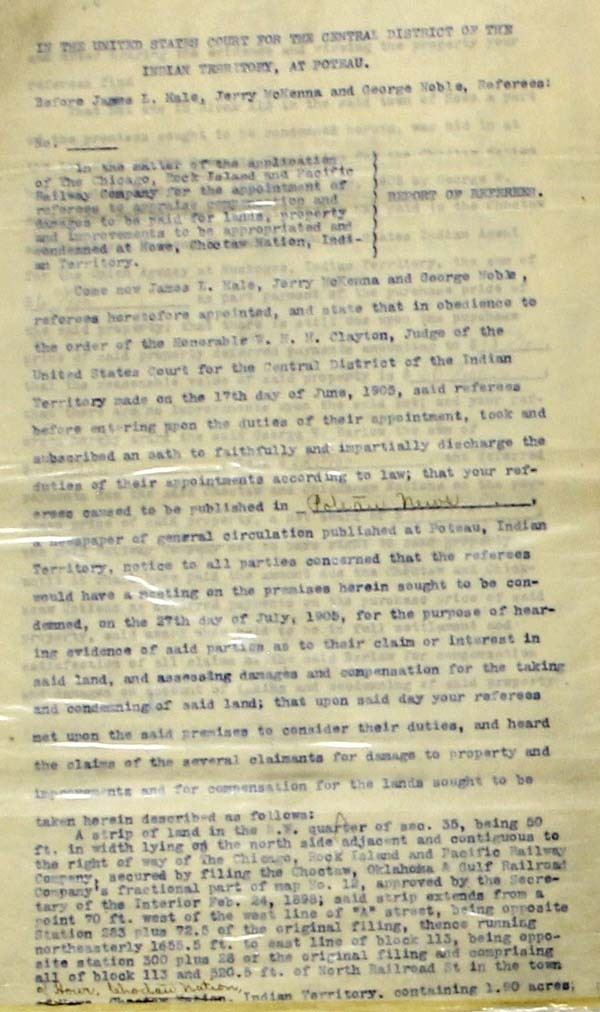 IN THE UNITED STATES COURT FOR THE CENTRAL DISTRICT OF THE
INDIAN TERRITORY, AT POTEAU.
Before James L. Hale, Jerry McKenna and George Noble, Referees:
No.
In the matter of the application
of The Chicago, Rock Island and Pacific
Railway Company for the appointment of
referees to appraise compensation and
damages to be paid for lands, property
and improvements to be appropriated and
condemned at Howe, Choctaw Nation, Indi-
an Territory.
REPORT OF REFEREES.
Come now James L. Hale, Jerry McKenna and George Noble,
referees heretofore appointed, and state that in obedience to
the order of the Honorable W. H. H. Clayton, Judge of the
United States Court for the Central District of the Indian
Territory made on the 17th day of June, 1905, said referees
before entering upon the duties of their appointment, took and
subscribed an oath to faithfully and impartially discharge the
duties of their appointments according to law; that your ref-
erees caused to be published in Poteau News,
a newspaper of general circulation published at Poteau, Indian
Territory, notice to all parties concerned that the referees
would have a meeting on the premises herein sought to be con-
demned, on the 27th day of July, 1905, for the purpose of hear-
ing evidence of said parties as to their claim or interest in
said land, and assessing damages and compensation for the taking
and condemning of said land; that upon said day your referees
met upon the said premises to consider their duties, and heard
the claims of the several claimants for damage to property and
improvements and for compensation for the lands sought to be
taken herein described as follows:
A strip of land in the quarter of sec. 35, being 50
ft. in width lying on the north side adjacent and contiguous to
the right of way of The Chicago, Rock Island and Pacific Railway
Company, secured by filing the Choctaw, Oklahoma & Gulf Railroad
Company's fractional part of map No. 12, approved by the Secre-
tary of the Interior Feb. 24, 1898; said strip extends from a
point 70 ft. west of the west line of "A" street, being opposite
Station 283 plus 72.5 of the original filing, thence running
northeasterly 1655.5 ft. to east line of block 113, being oppo-
site station 300 plus 28 of the original filing and comprising
all of block 113 and 520.5 ft. of North Railroad St in the town
of Howe, Choctaw Nation,
Choctaw Nation, Indian Territory, containing 1.90 acres;